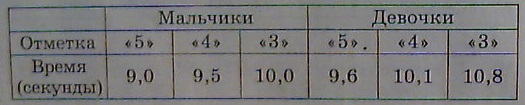 Мальчики Девочки
Отметка «5» «4» «3» «5». «4» «3»
Время
(секунды) 9,0 9,5 10,0 9,6 10,1 10,8